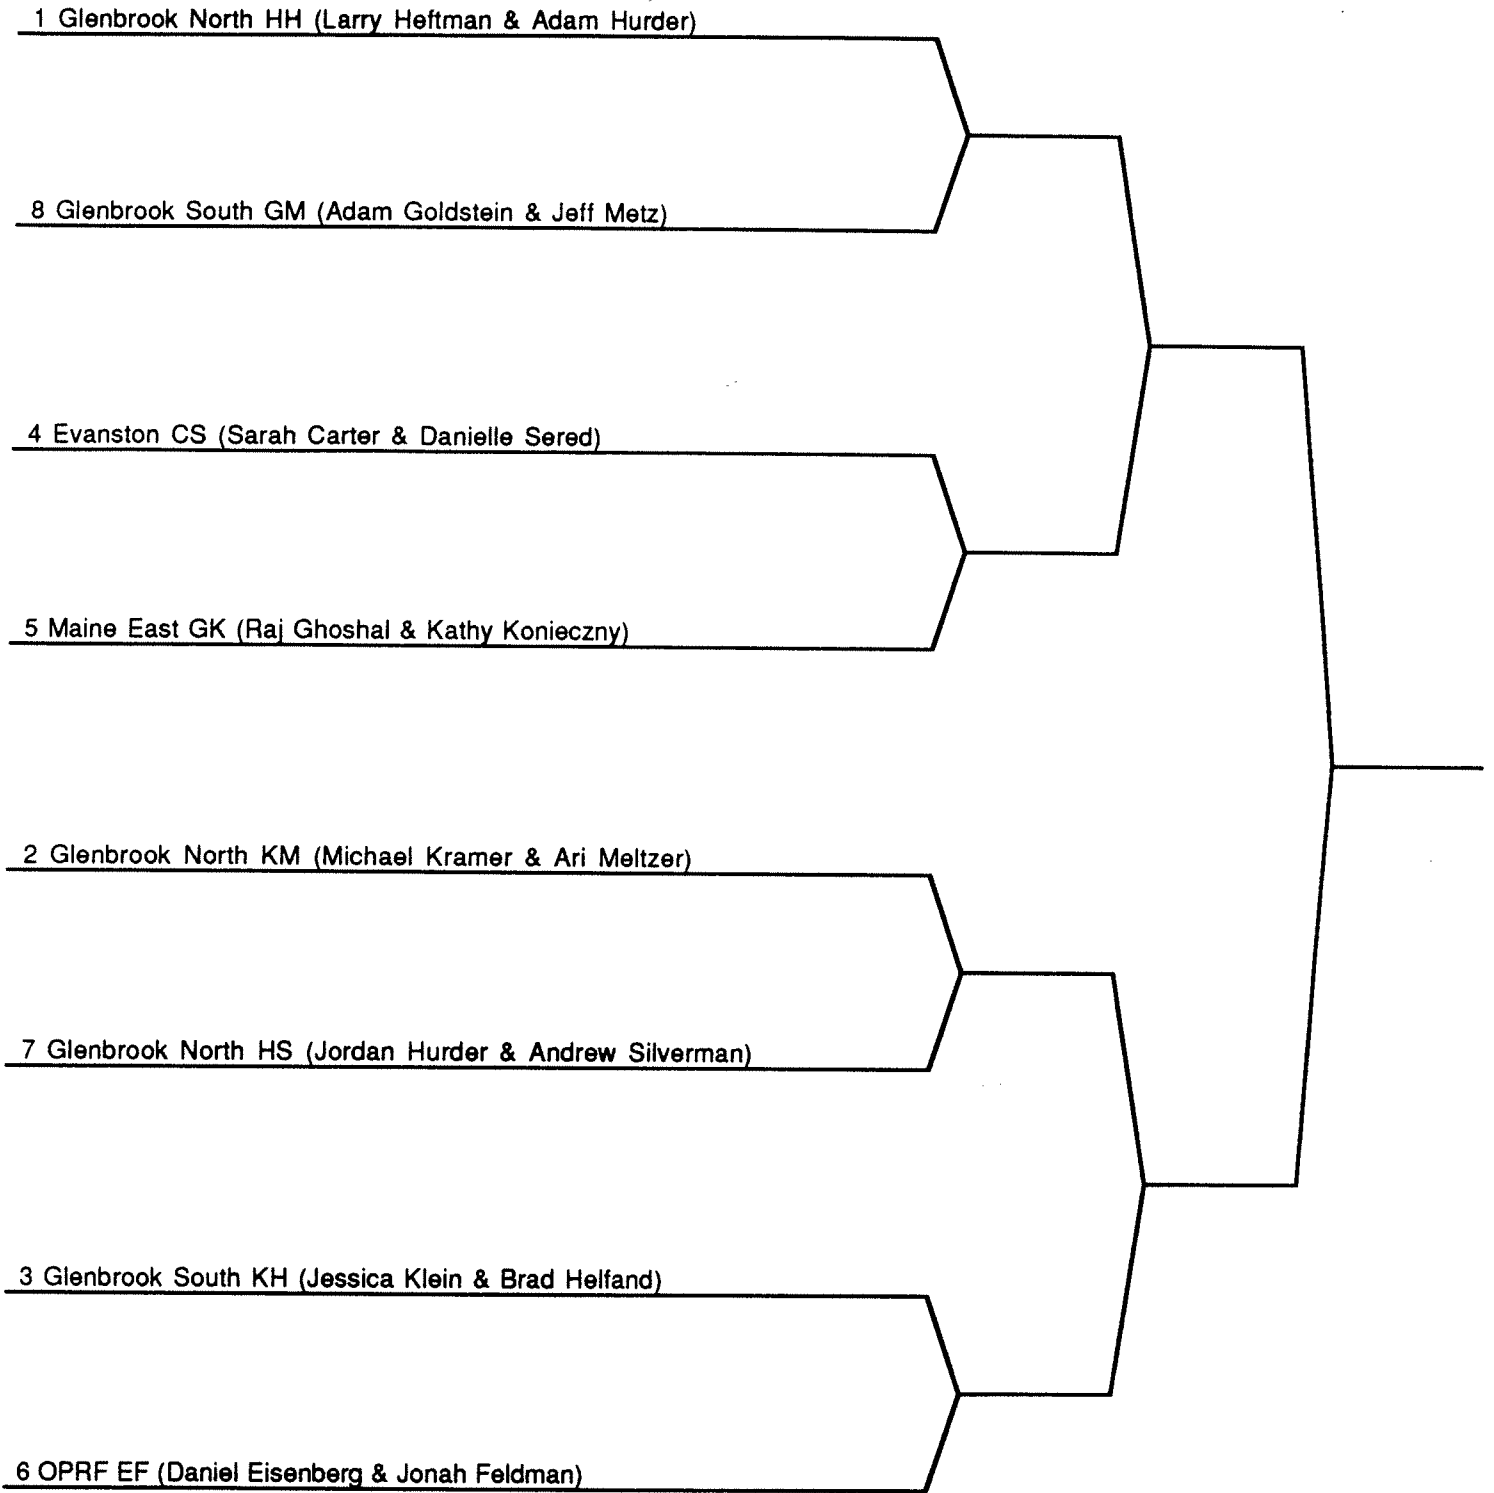 1 Glenbrook North HH (Larry Heftman & Adam Hurder)
8 Glenbrook South GM (Adam Goldstein & Jeff Metz)
4 Evanston CS (Sarah Carter & Danielle Sered)
5 Maine East GK (Raj Ghoshal & Kathy Konieczny)
2 Glenbrook North KM (Michael Kramer & Ari Meltzer)
7 Glenbrook North HS (Jordan Hurder & Andrew Silverman)
3 Glenbrook South KH (Jessica Klein & Brad Helfand)
6 OPRF EF (Daniel Eisenberg & Jonah Feldman)